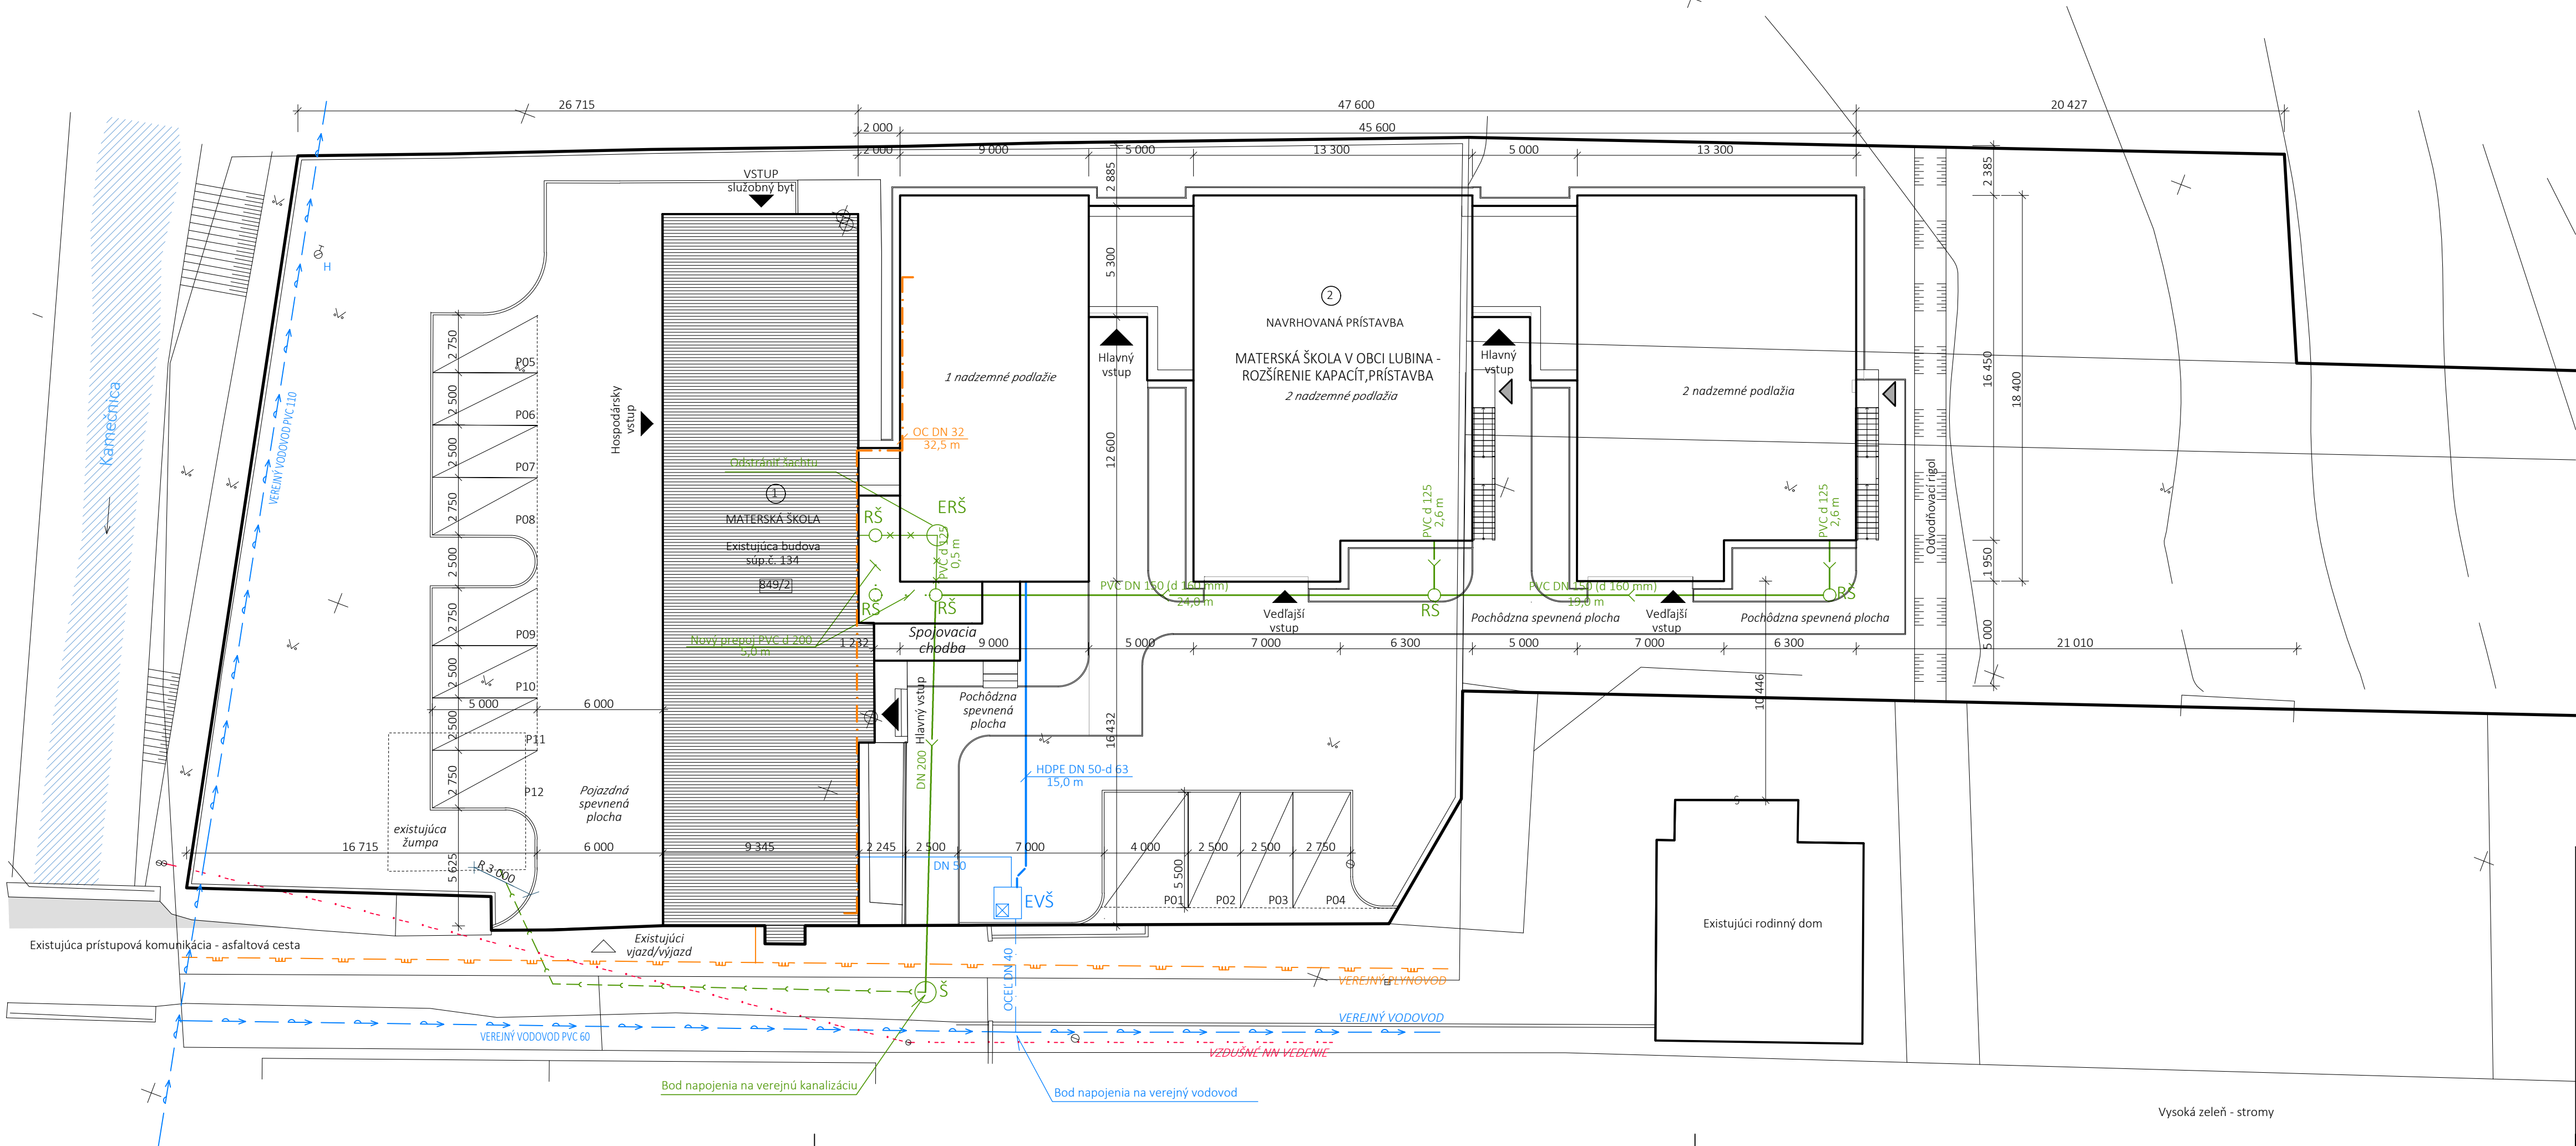 26 715
47 600
20 427
2 000
45 600
2 000
9 000
5 000
13 300
5 000
13 300
2 885
2 385
VSTUP
služobný byt
H
VEREJNÝ VODOVOD PVC 110
Kamečnica
2 750
2 500
2 500
2 750
2 500
2 750
2 500
2 500
2 750
5 625
P05
P06
P07
P08
P09
P10
P11
P12
Hospodársky
vstup
5 300
12 600
16 432
Hlavný
vstup
2
NAVRHOVANÁ PRÍSTAVBA
MATERSKÁ ŠKOLA V OBCI LUBINA -
ROZŠÍRENIE KAPACÍT,PRÍSTAVBA
2 nadzemné podlažia
1 nadzemné podlažie
Hlavný
vstup
2 nadzemné podlažia
16 450
18 400
1 950
5 000
Odvodňovací rigol
OC DN 32
32,5 m
Odstrániť šachtu
1
MATERSKÁ ŠKOLA
Existujúca budova
súp.č. 134
849/2
RŠ
ERŠ
PVC d 125
0,5 m
RŠ
RŠ
PVC d 125
2,6 m
PVC d 125
2,6 m
PVC DN 150 (d 160 mm)
24,0 m
RŠ
PVC DN 150 (d 160 mm)
19,0 m
RŠ
Vedľajší
vstup
Pochôdzna spevnená plocha
Vedľajší
vstup
Pochôdzna spevnená plocha
Nový prepoj PVC d 200
5,0 m
Spojovacia
chodba
1 232
9 000
5 000
7 000
6 300
5 000
7 000
6 300
21 010
10 446
5 000
6 000
Hlavný vstup
Pochôdzna
spevnená
plocha
DN 200
HDPE DN 50-d 63
15,0 m
Pojazdná
spevnená
plocha
existujúca
žumpa
16 715
6 000
9 345
2 245
2 500
7 000
4 000
2 500
2 500
2 750
5 500
R 3 000
DN 50
EVŠ
P01
P02
P03
P04
Existujúci rodinný dom
Existujúca prístupová komunikácia - asfaltová cesta
Existujúci
vjazd/výjazd
OCEĽ DN 40
VEREJNÝ PLYNOVOD
Š
VEREJNÝ VODOVOD
VEREJNÝ VODOVOD PVC 60
VZDUŠNÉ NN VEDENIE
Bod napojenia na verejnú kanalizáciu
Bod napojenia na verejný vodovod
Vysoká zeleň - stromy